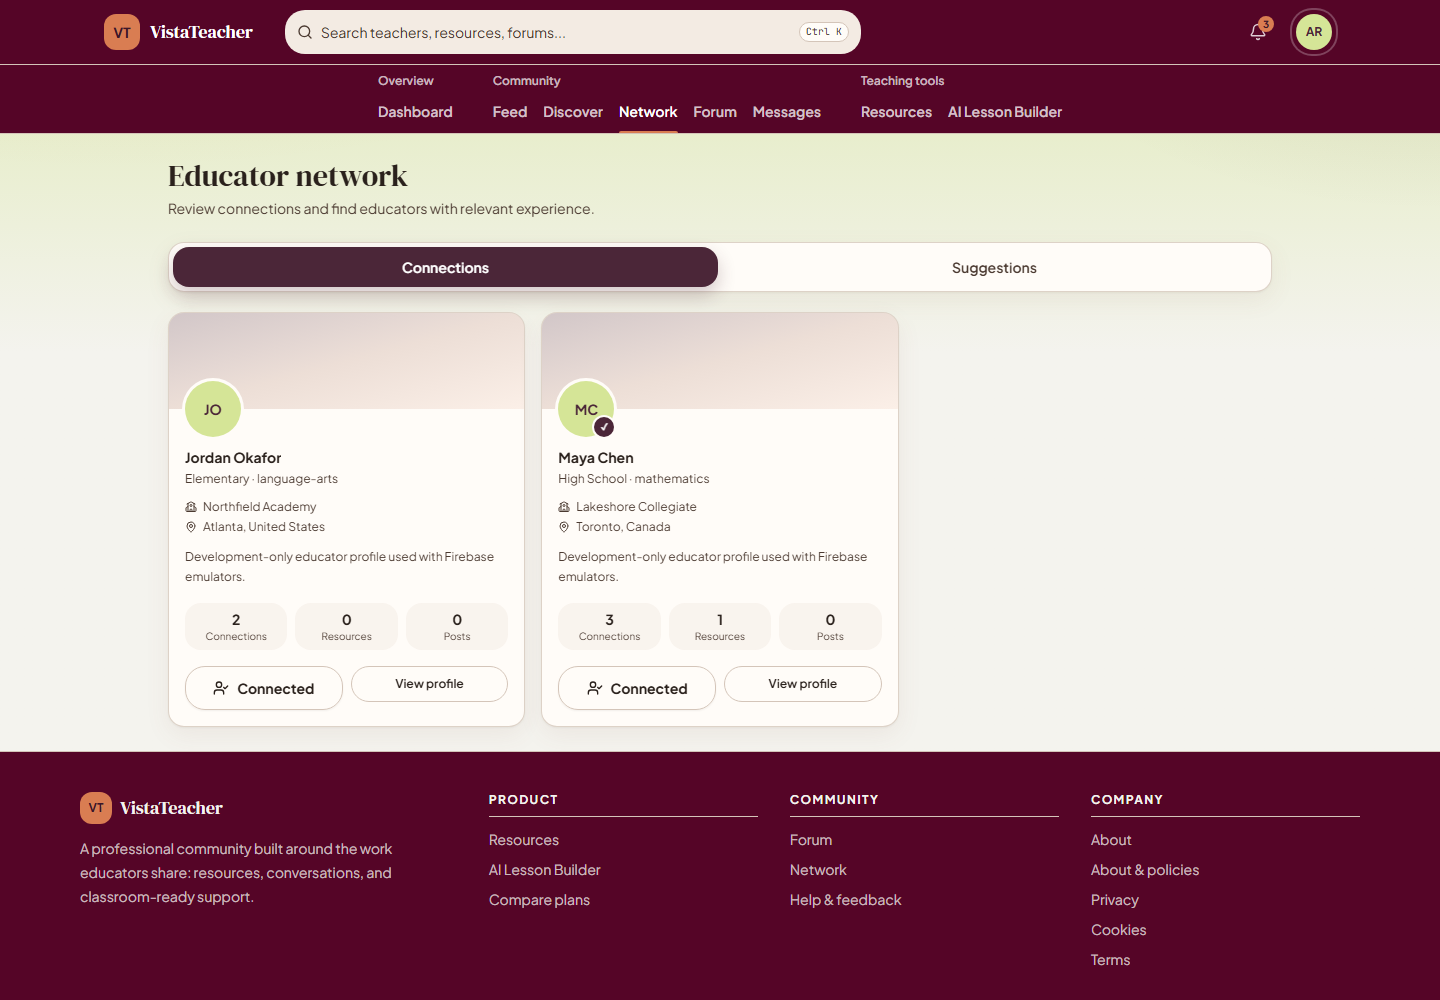 VT VistaTeacher
Search teachers, resources, forums...
Ctrl K
3
AR
Overview
Dashboard
Community
Feed Discover Network Forum Messages
Teaching tools
Resources AI Lesson Builder
Educator network
Review connections and find educators with relevant experience.
Connections
Suggestions
JO
Jordan Okafor
Elementary · language-arts
Northfield Academy
Atlanta, United States
Development-only educator profile used with Firebase
emulators.
2
Connections
0
Resources
0
Posts
Connected
View profile
MC
Maya Chen
High School · mathematics
Lakeshore Collegiate
Toronto, Canada
Development-only educator profile used with Firebase
emulators.
3
Connections
1
Resources
0
Posts
Connected
View profile
VT VistaTeacher
A professional community built around the work
educators share: resources, conversations, and
classroom-ready support.
PRODUCT
Resources
AI Lesson Builder
Compare plans
COMMUNITY
Forum
Network
Help & feedback
COMPANY
About
About & policies
Privacy
Cookies
Terms